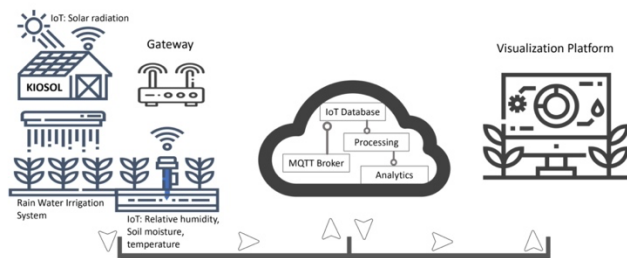 IoT: Solar radiation
KIOSOL
Gateway
Rain Water Irrigation
System
IoT: Relative humidity,
Soil moisture,
temperature
IoT Database
Processing
MQTT Broker
Analytics
Visualization Platform